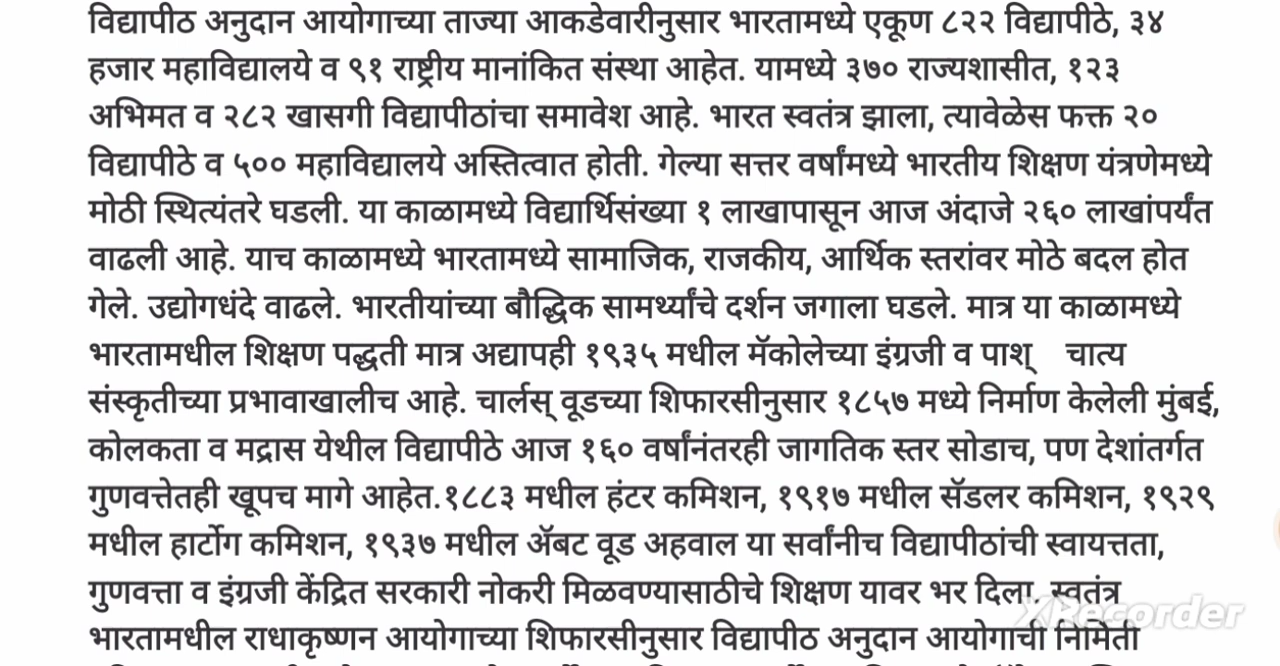 विद्यापीठ अनुदान आयोगाच्या ताज्या आकडेवारीनुसार भारतामध्ये एकूण ८२२ विद्यापीठे, ३४
हजार महाविद्यालये व ९१ राष्ट्रीय मानांकित संस्था आहेत. यामध्ये ३७० राज्यशासीत, १२३
अभिमत व २८२ खासगी विद्यापीठांचा समावेश आहे. भारत स्वतंत्र झाला, त्यावेळेस फक्त २०
विद्यापीठे व ५०० महाविद्यालये अस्तित्वात होती. गेल्या सत्तर वर्षांमध्ये भारतीय शिक्षण यंत्रणेमध्ये
मोठी स्थित्यंतरे घडली. या काळामध्ये विद्यार्थिसंख्या १ लाखापासून आज अंदाजे २६० लाखांपर्यंत
वाढली आहे. याच काळामध्ये भारतामध्ये सामाजिक, राजकीय, आर्थिक स्तरांवर मोठे बदल होत
गेले. उद्योगधंदे वाढले. भारतीयांच्या बौद्धिक सामर्थ्यांचे दर्शन जगाला घडले. मात्र या काळामध्ये
भारतामधील शिक्षण पद्धती मात्र अद्यापही १९३५ मधील मॅकोलेच्या इंग्रजी व पाश् चात्य
संस्कृतीच्या प्रभावाखालीच आहे. चार्लस् वूडच्या शिफारसीनुसार १८५७ मध्ये निर्माण केलेली मुंबई,
कोलकता व मद्रास येथील विद्यापीठे आज १६० वर्षांनंतरही जागतिक स्तर सोडाच, पण देशांतर्गत
गुणवत्तेतही खूपच मागे आहेत.१८८३ मधील हंटर कमिशन, १९१७ मधील सॅडलर कमिशन, १९२९
मधील हार्टोग कमिशन, १९३७ मधील ॲबट वूड अहवाल या सर्वांनीच विद्यापीठांची स्वायत्तता,
गुणवत्ता व इंग्रजी केंद्रित सरकारी नोकरी मिळवण्यासाठीचे शिक्षण यावर भर दिला. स्वतंत्र
XRecorder
भारतामधील राधाकृष्णन आयोगाच्या शिफारसीनुसार विद्यापीठ अनुदान आयोगाची निर्मिती